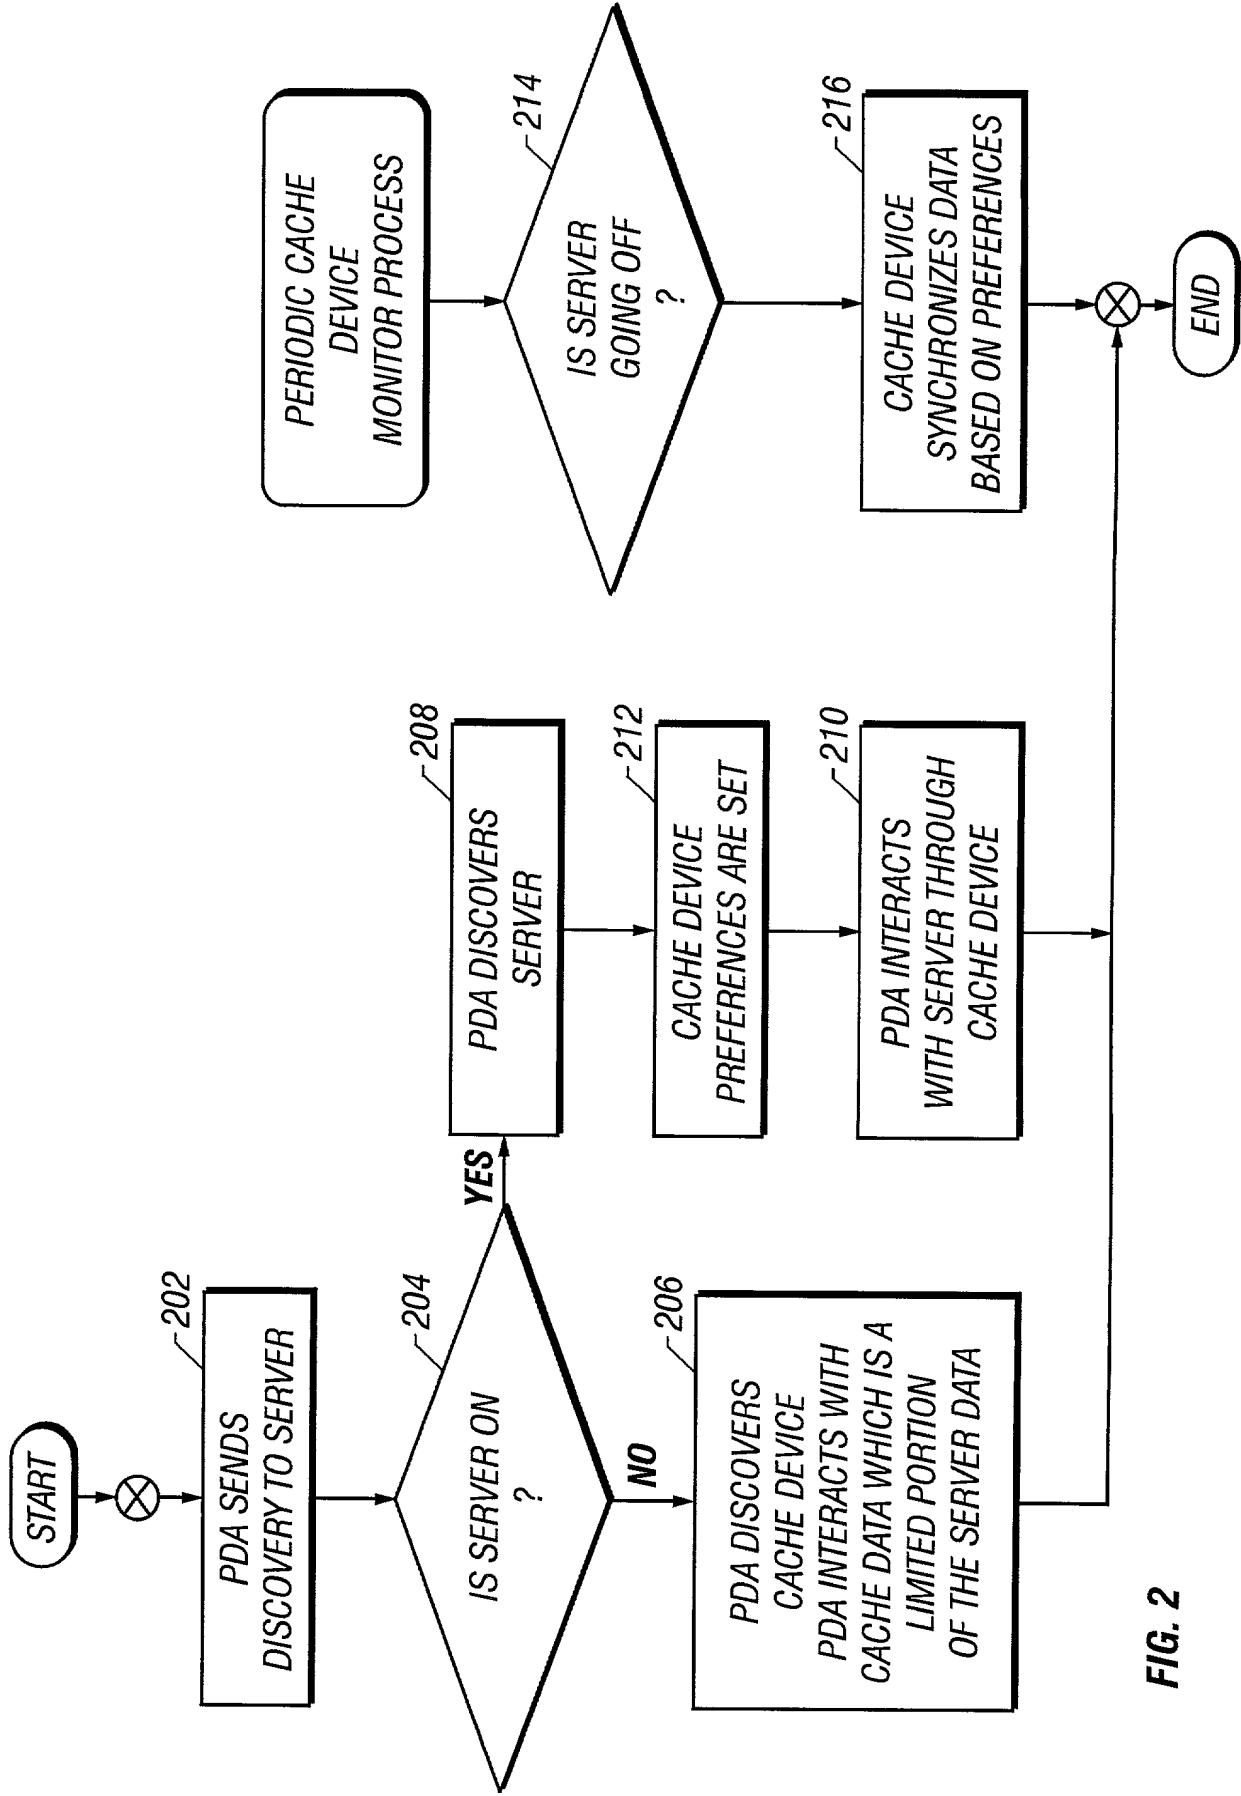 START
202
PDA SENDS
DISCOVERY TO SERVER
204
IS SERVER ON
?
YES
NO
206
PDA DISCOVERS
CACHE DEVICE
PDA INTERACTS WITH
CACHE DATA WHICH IS A
LIMITED PORTION
OF THE SERVER DATA
208
PDA DISCOVERS
SERVER
212
CACHE DEVICE
PREFERENCES ARE SET
210
PDA INTERACTS
WITH SERVER THROUGH
CACHE DEVICE
PERIODIC CACHE
DEVICE
MONITOR PROCESS
214
IS SERVER
GOING OFF
?
216
CACHE DEVICE
SYNCHRONIZES DATA
BASED ON PREFERENCES
END
FIG. 2